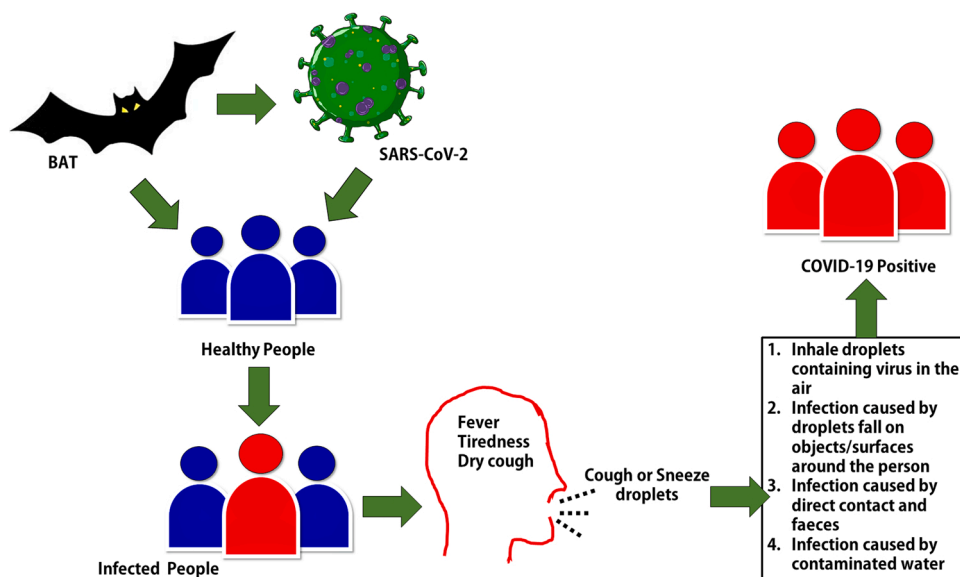 BAT
SARS-CoV-2
Healthy People
Infected People
Fever
Tiredness
Dry cough
Cough or Sneeze
droplets
1. Inhale droplets
containing virus in the
air
2. Infection caused by
droplets fall on
objects/surfaces
around the person
3. Infection caused by
direct contact and
faeces
4. Infection caused by
contaminated water
COVID-19 Positive